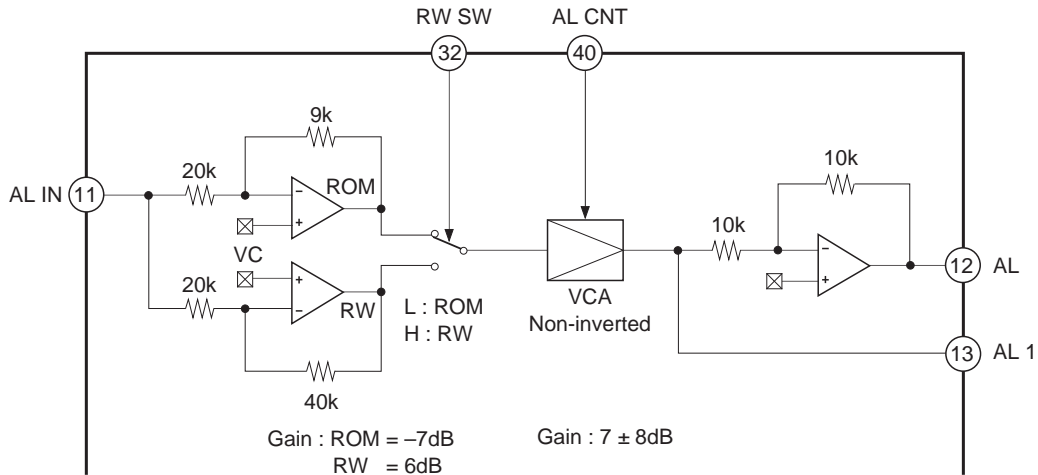 RW SW
AL CNT
32
40
9k
20k
10k
AL IN
11
−
+
ROM
10k
−
+
VC
+
−
RW
20k
L : ROM
H : RW
VCA
Non-inverted
12
AL
13
AL 1
40k
Gain : ROM = –7dB
RW = 6dB
Gain : 7 ± 8dB